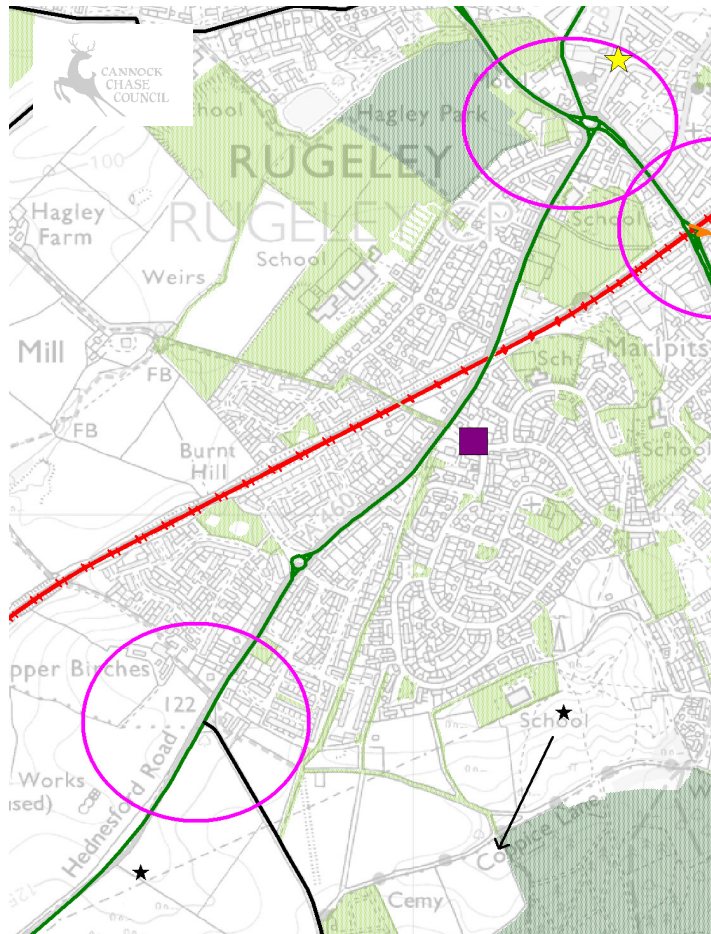 CANNOCK
CHASE
COUNCIL
School
Hagley Park
100
RUGELEY
RUGELEY CP
School
Hagley
Farm
School
Weirs
Mill
FB
Sch
Marlpits
FB
Burnt
Hill
School
A460
pper Birches
122
School
Works
sed)
Hednesford Road
Coppice Lane
125
Cemy